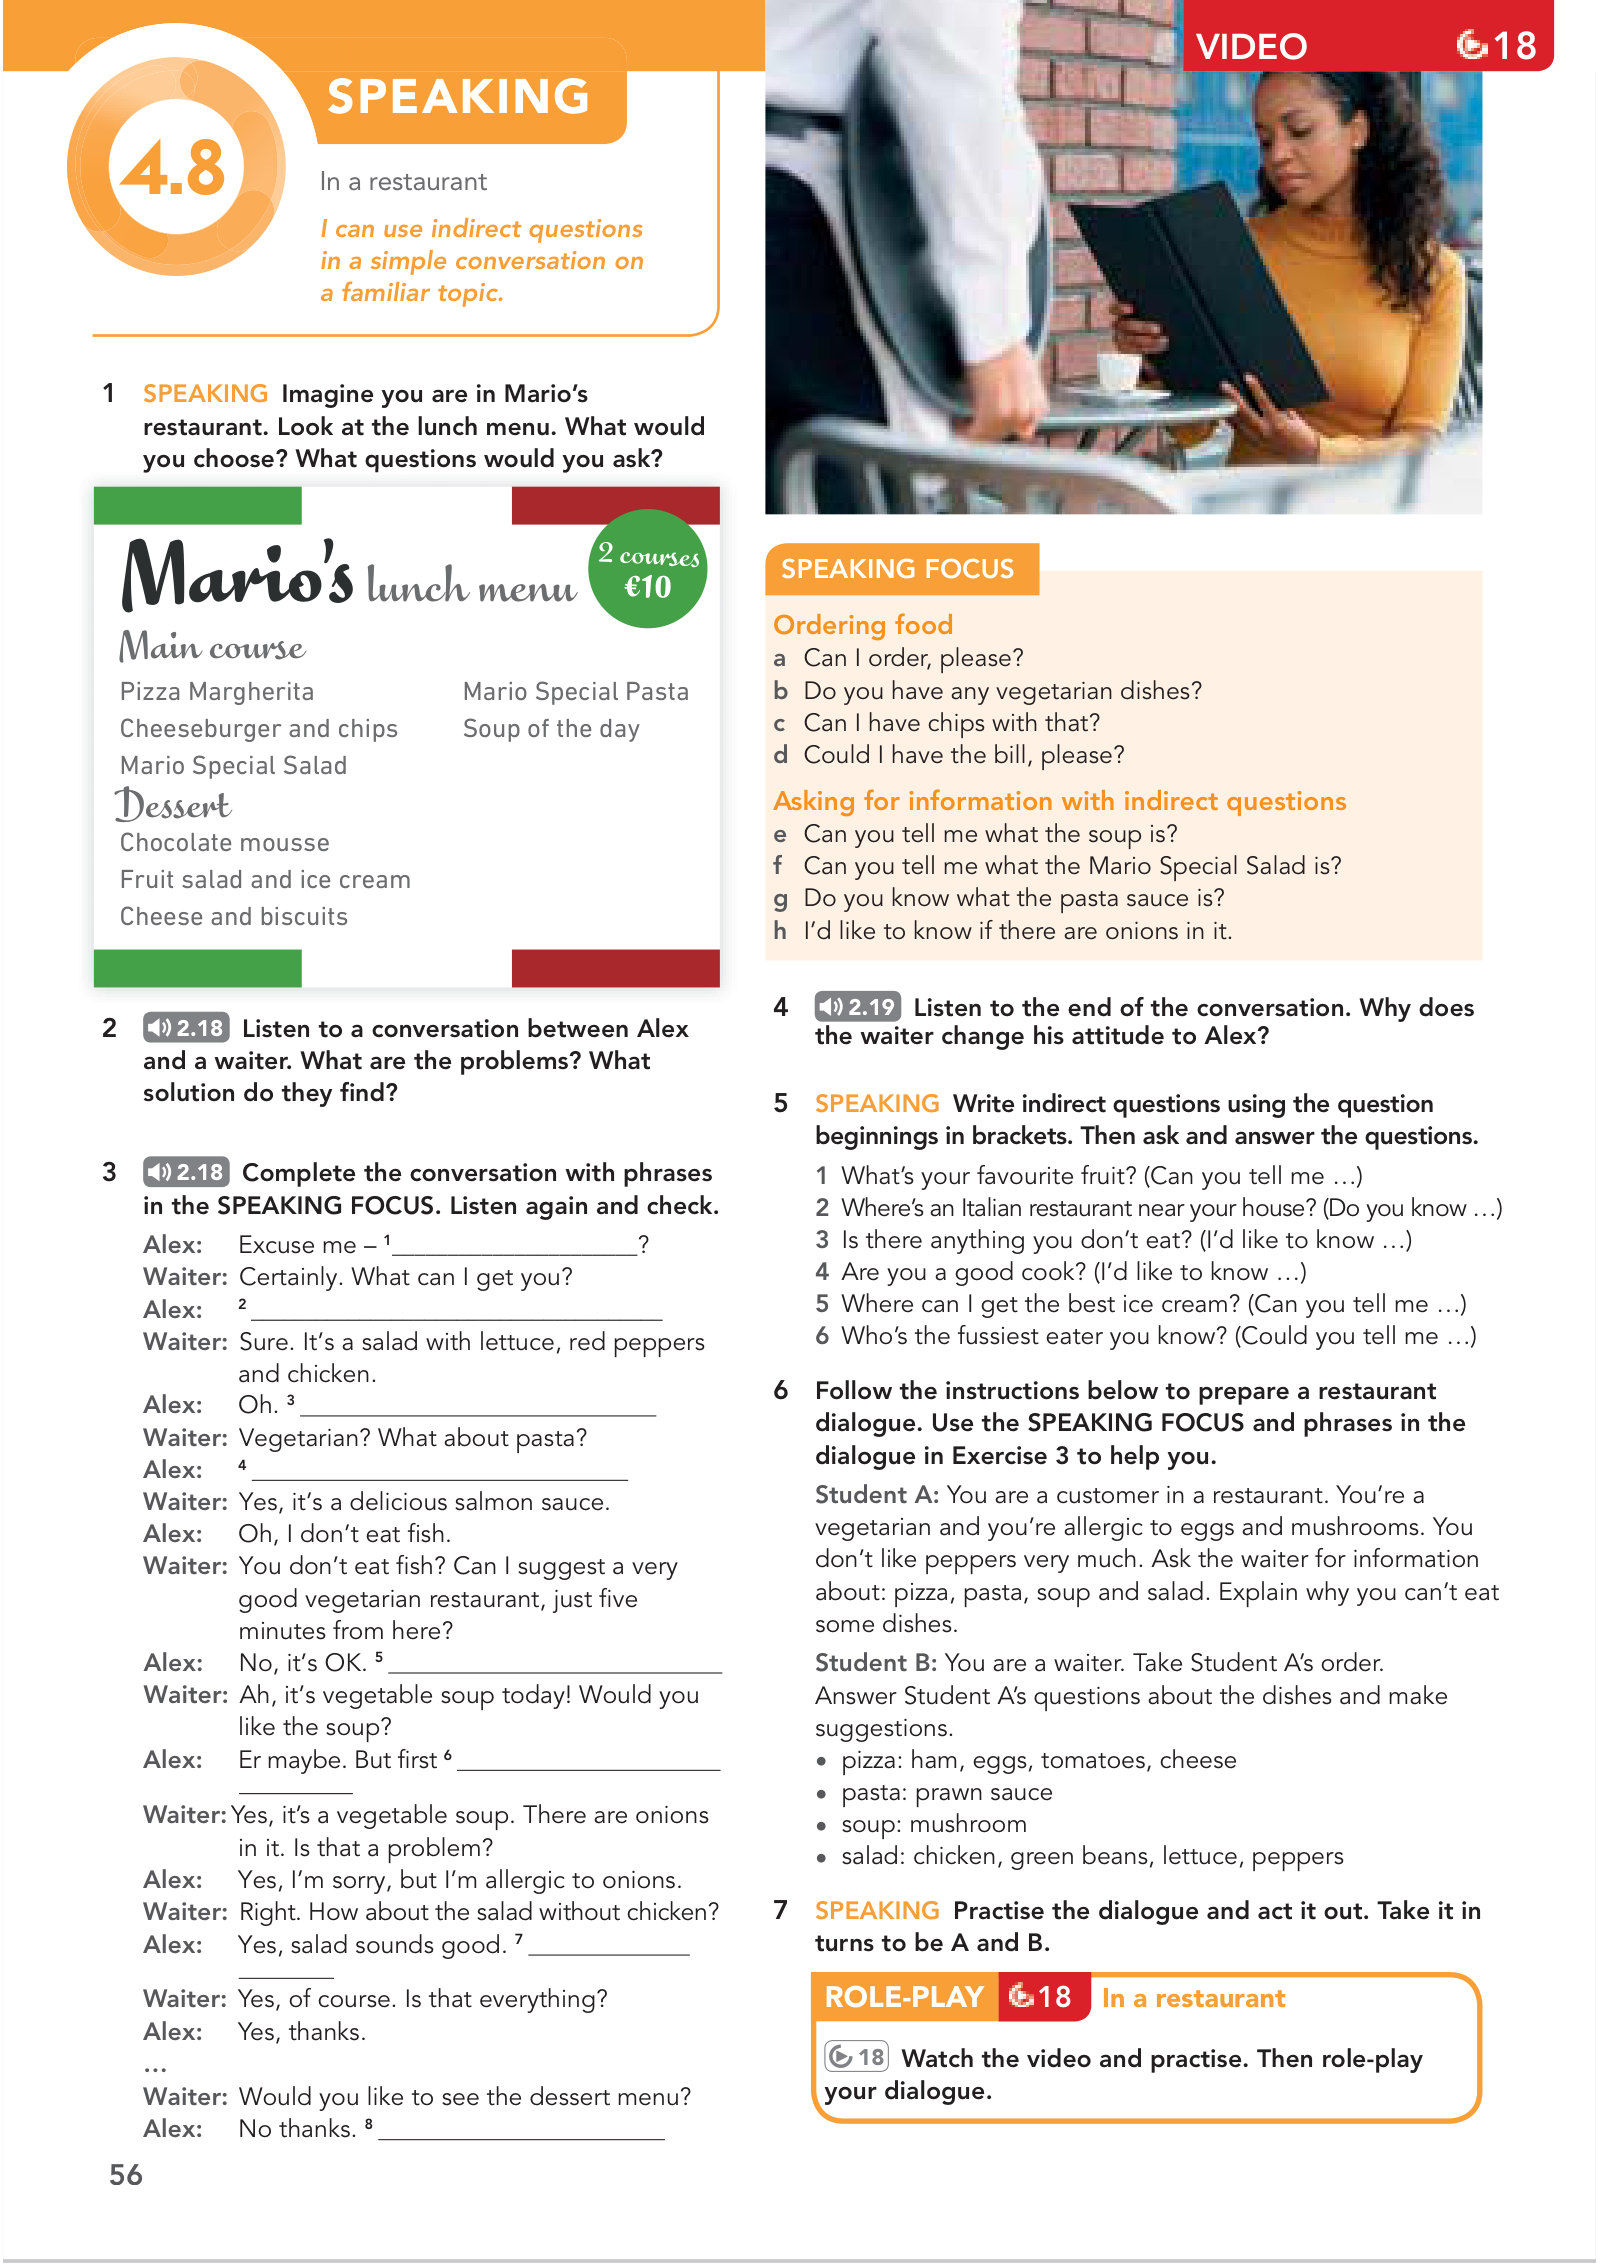 4.8
SPEAKING
In a restaurant
I can use indirect questions
in a simple conversation on
a familiar topic.
1 SPEAKING Imagine you are in Mario's
restaurant. Look at the lunch menu. What would
you choose? What questions would you ask?
Mario's lunch menu
2 courses
€10
Main course
Pizza Margherita
Cheeseburger and chips
Mario Special Salad
Mario Special Pasta
Soup of the day
Dessert
Chocolate mousse
Fruit salad and ice cream
Cheese and biscuits
2 2.18 Listen to a conversation between Alex
and a waiter. What are the problems? What
solution do they find?
3 2.18 Complete the conversation with phrases
in the SPEAKING FOCUS. Listen again and check.
Alex: Excuse me – 1____________________?
Waiter: Certainly. What can I get you?
Alex: 2____________________
Waiter: Sure. It's a salad with lettuce, red peppers
and chicken.
Alex: Oh. 3____________________
Waiter: Vegetarian? What about pasta?
Alex: 4____________________
Waiter: Yes, it's a delicious salmon sauce.
Alex: Oh, I don't eat fish.
Waiter: You don't eat fish? Can I suggest a very
good vegetarian restaurant, just five
minutes from here?
Alex: No, it's OK. 5____________________
Waiter: Ah, it's vegetable soup today! Would you
like the soup?
Alex: Er maybe. But first 6____________________
__________
Waiter: Yes, it's a vegetable soup. There are onions
in it. Is that a problem?
Alex: Yes, I'm sorry, but I'm allergic to onions.
Waiter: Right. How about the salad without chicken?
Alex: Yes, salad sounds good. 7______________
________
Waiter: Yes, of course. Is that everything?
Alex: Yes, thanks.
...
Waiter: Would you like to see the dessert menu?
Alex: No thanks. 8____________________
56
VIDEO 18
SPEAKING FOCUS
Ordering food
a Can I order, please?
b Do you have any vegetarian dishes?
c Can I have chips with that?
d Could I have the bill, please?
Asking for information with indirect questions
e Can you tell me what the soup is?
f Can you tell me what the Mario Special Salad is?
g Do you know what the pasta sauce is?
h I'd like to know if there are onions in it.
4 2.19 Listen to the end of the conversation. Why does
the waiter change his attitude to Alex?
5 SPEAKING Write indirect questions using the question
beginnings in brackets. Then ask and answer the questions.
1 What's your favourite fruit? (Can you tell me …)
2 Where's an Italian restaurant near your house? (Do you know …)
3 Is there anything you don't eat? (I'd like to know …)
4 Are you a good cook? (I'd like to know …)
5 Where can I get the best ice cream? (Can you tell me …)
6 Who's the fussiest eater you know? (Could you tell me …)
6 Follow the instructions below to prepare a restaurant
dialogue. Use the SPEAKING FOCUS and phrases in the
dialogue in Exercise 3 to help you.
Student A: You are a customer in a restaurant. You're a
vegetarian and you're allergic to eggs and mushrooms. You
don't like peppers very much. Ask the waiter for information
about: pizza, pasta, soup and salad. Explain why you can't eat
some dishes.
Student B: You are a waiter. Take Student A's order.
Answer Student A's questions about the dishes and make
suggestions.
• pizza: ham, eggs, tomatoes, cheese
• pasta: prawn sauce
• soup: mushroom
• salad: chicken, green beans, lettuce, peppers
7 SPEAKING Practise the dialogue and act it out. Take it in
turns to be A and B.
ROLE-PLAY 18 In a restaurant
18 Watch the video and practise. Then role-play
your dialogue.